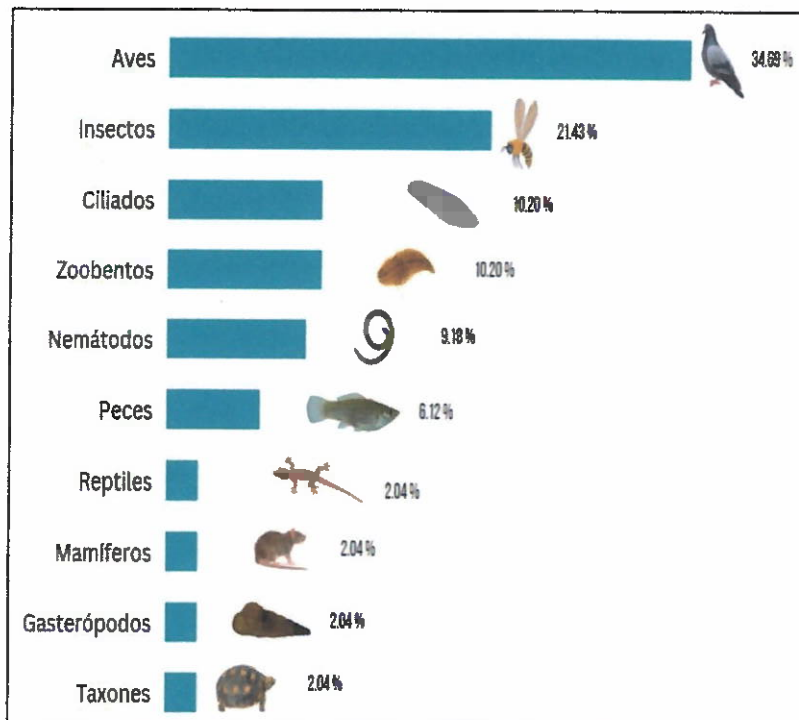 Aves 34.69 %
Insectos 21.43 %
Ciliados 10.20 %
Zoobentos 10.20 %
Nemátodos 9.18 %
Peces 6.12 %
Reptiles 2.04 %
Mamíferos 2.04 %
Gasterópodos 2.04 %
Taxones 2.04 %